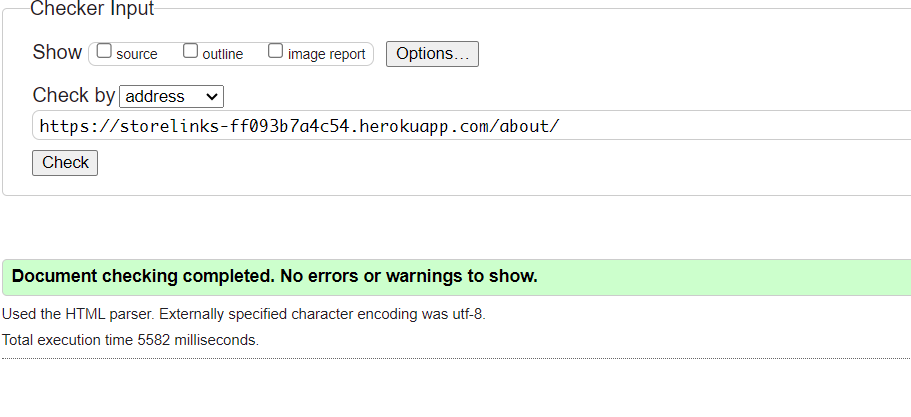 Checker Input
Show source outline image report Options...
Check by address
https://storelinks-ff093b7a4c54.herokuapp.com/about/
Check
Document checking completed. No errors or warnings to show.
Used the HTML parser. Externally specified character encoding was utf-8.
Total execution time 5582 milliseconds.